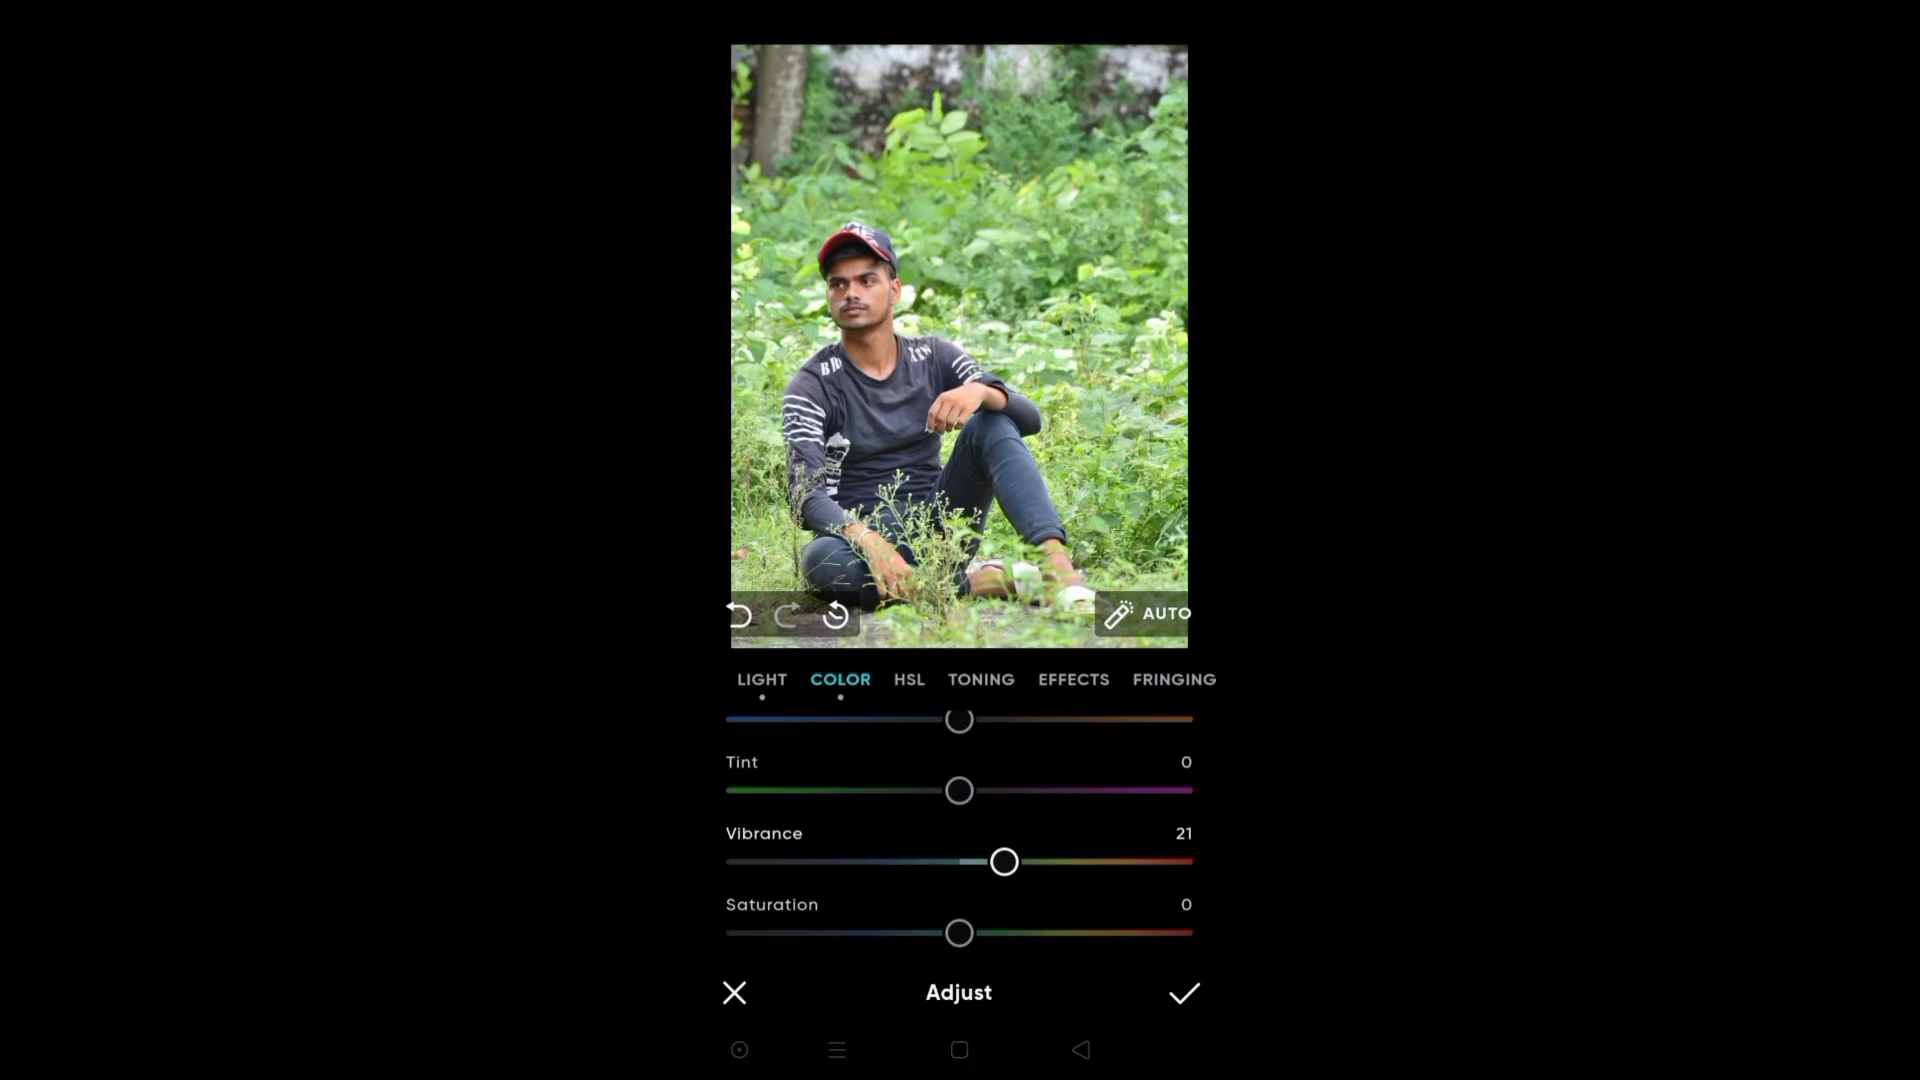 AUTO
LIGHT COLOR HSL TONING EFFECTS FRINGING
Tint 0
Vibrance 21
Saturation 0
Adjust